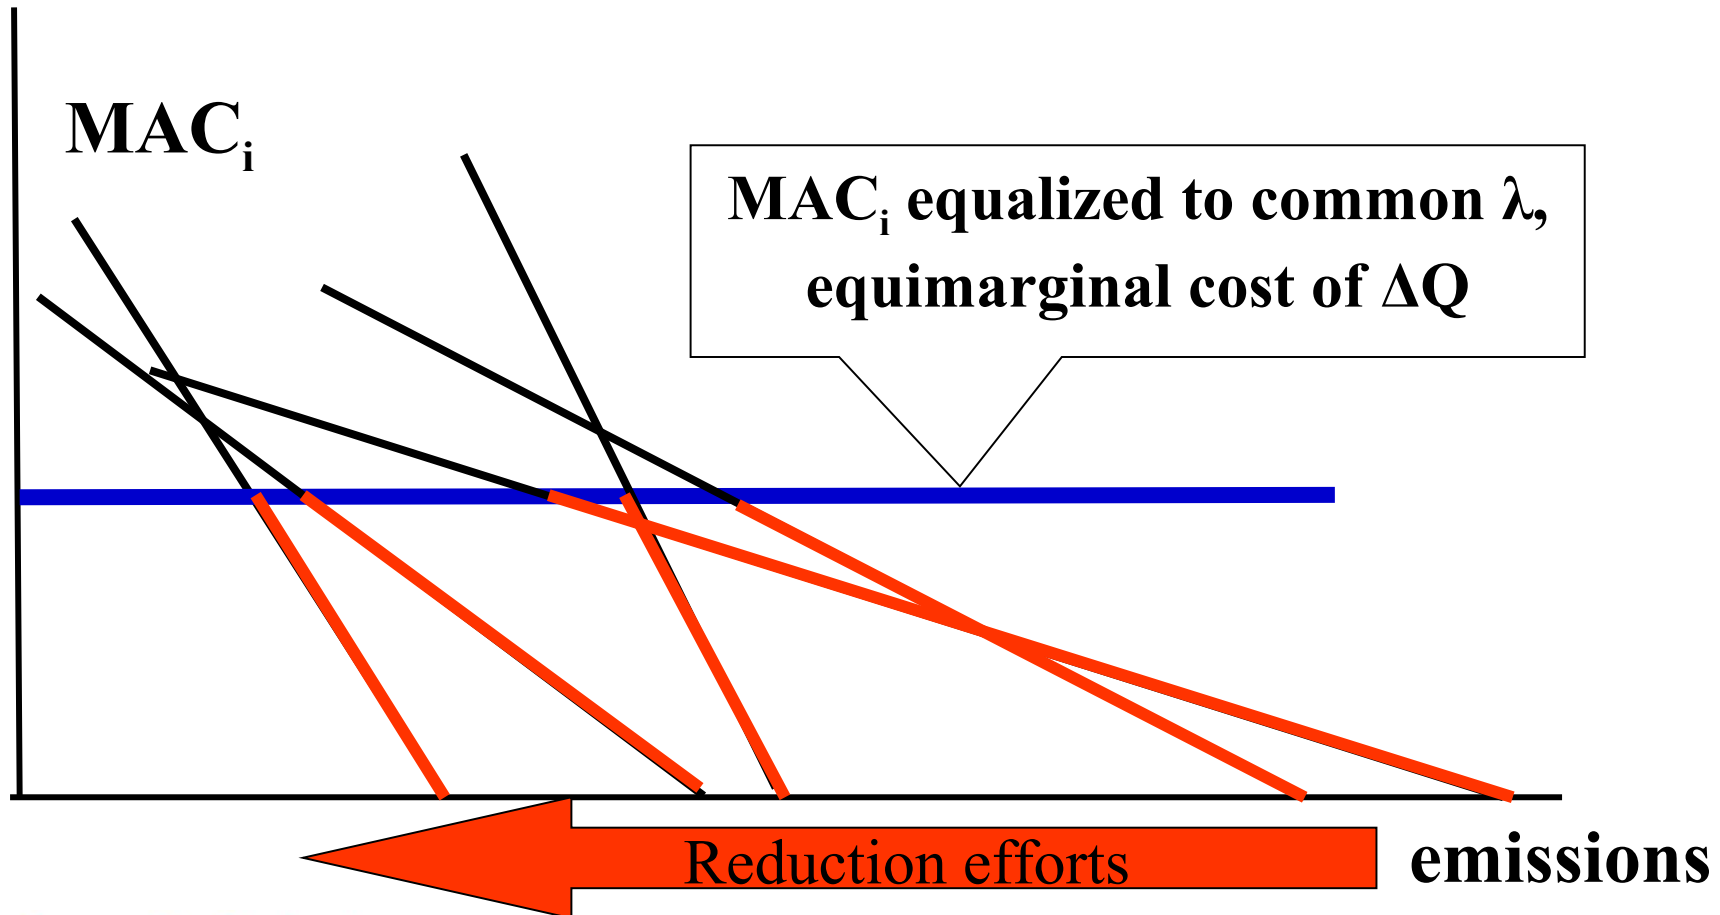 MACi
MACi equalized to common λ,
equimarginal cost of ΔQ
Reduction efforts
emissions